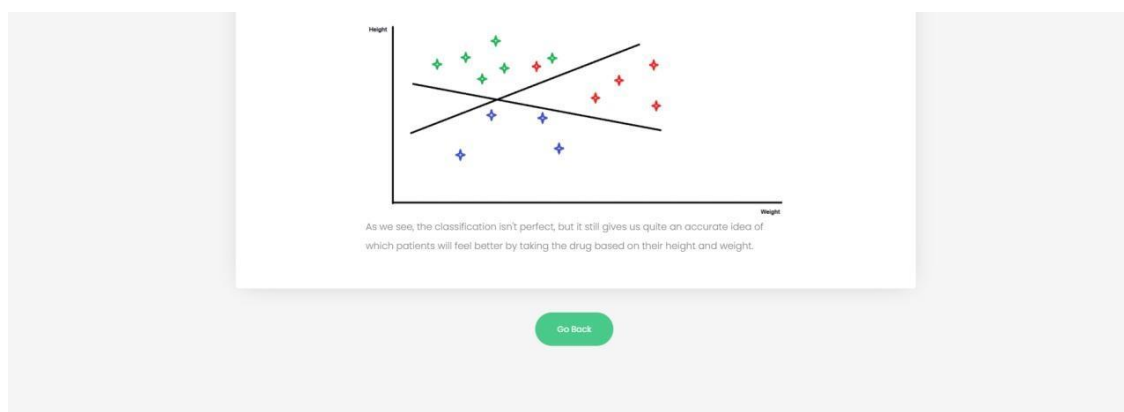 Height
Weight
As we see, the classification isn't perfect, but it still gives us quite an accurate idea of
which patients will feel better by taking the drug based on their height and weight.
Go Back